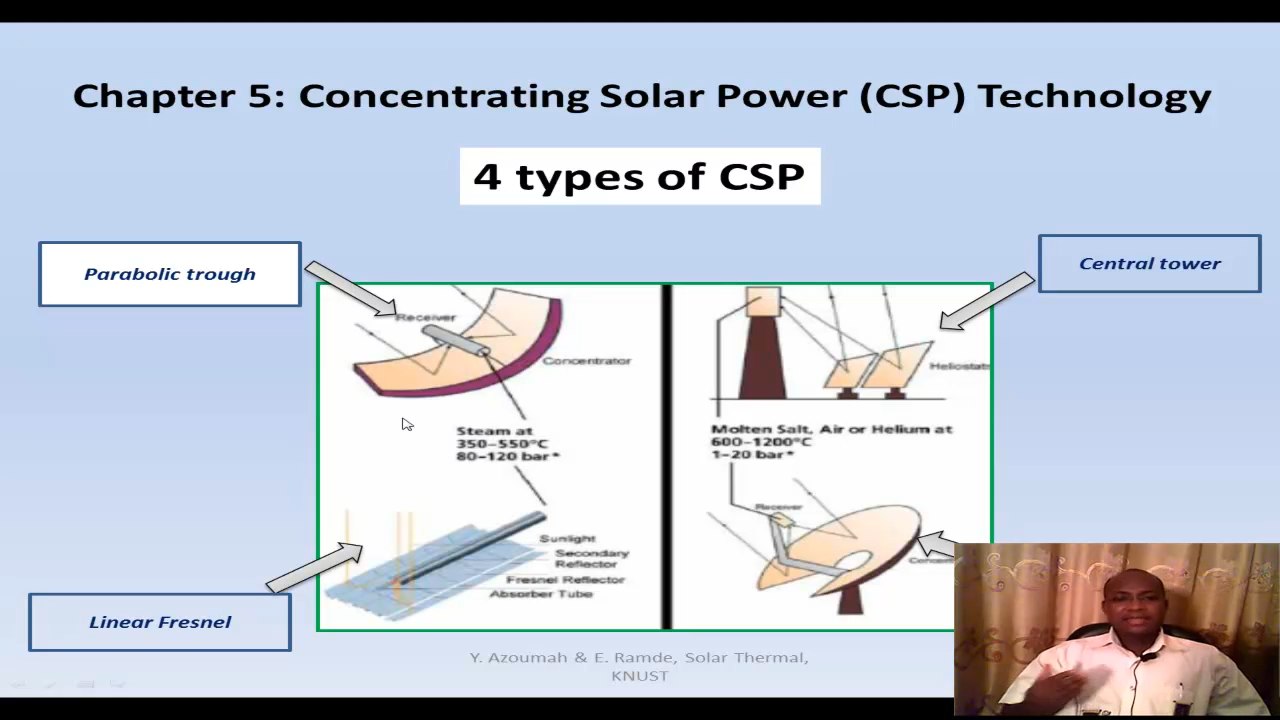 Chapter 5: Concentrating Solar Power (CSP) Technology
4 types of CSP
Parabolic trough
Central tower
Receiver
Concentrator
Heliostats
Steam at
350–550°C
80–120 bar*
Molten Salt, Air or Helium at
600–1200°C
1–20 bar*
Receiver
Sunlight
Secondary
Reflector
Fresnel Reflector
Absorber Tube
Linear Fresnel
Y. Azoumah & E. Ramde, Solar Thermal,
KNUST